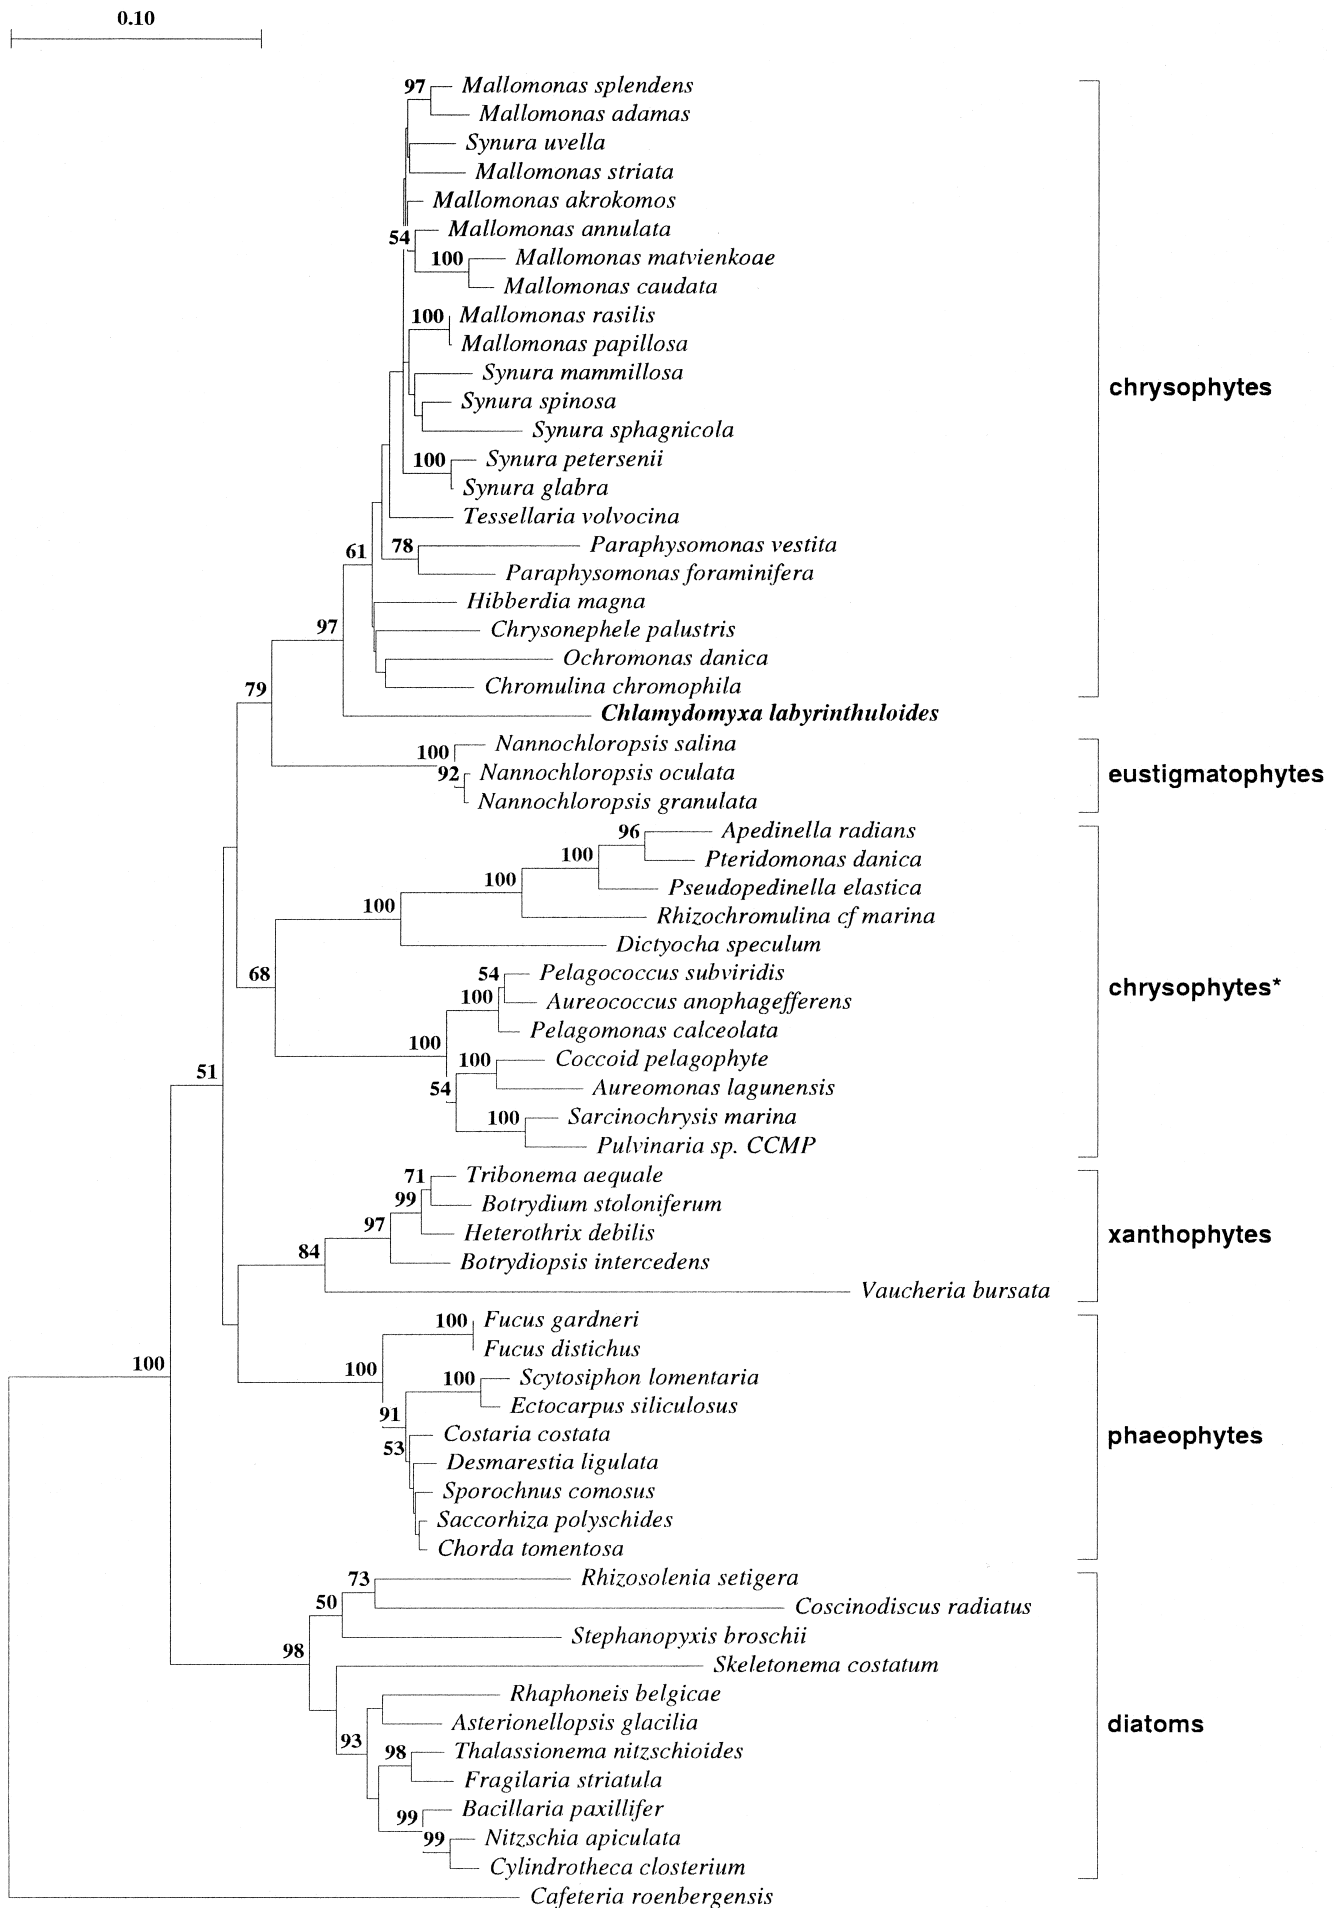 0.10
97 Mallomonas splendens
Mallomonas adamas
Synura uvella
Mallomonas striata
Mallomonas akrokomos
Mallomonas annulata
54
100 Mallomonas matvienkoae
Mallomonas caudata
100 Mallomonas rasilis
Mallomonas papillosa
Synura mammillosa
chrysophytes
Synura spinosa
Synura sphagnicola
100 Synura petersenii
Synura glabra
Tessellaria volvocina
61 78 Paraphysomonas vestita
Paraphysomonas foraminifera
Hibberdia magna
97 Chrysonephele palustris
Ochromonas danica
79 Chromulina chromophila
Chlamydomyxa labyrinthuloides
100 Nannochloropsis salina
92 Nannochloropsis oculata
eustigmatophytes
Nannochloropsis granulata
96 Apedinella radians
100 Pteridomonas danica
100 Pseudopedinella elastica
100 Rhizochromulina cf marina
Dictyocha speculum
68 54 Pelagococcus subviridis
chrysophytes*
100 Aureococcus anophagefferens
Pelagomonas calceolata
100
100 Coccoid pelagophyte
51 54 Aureomonas lagunensis
100 Sarcinochrysis marina
Pulvinaria sp. CCMP
71 Tribonema aequale
99 Botrydium stoloniferum
97 Heterothrix debilis
xanthophytes
84 Botrydiopsis intercedens
Vaucheria bursata
100 Fucus gardneri
Fucus distichus
100 100 100 Scytosiphon lomentaria
Ectocarpus siliculosus
91
Costaria costata
phaeophytes
53
Desmarestia ligulata
Sporochnus comosus
Saccorhiza polyschides
Chorda tomentosa
73 Rhizosolenia setigera
50 Coscinodiscus radiatus
Stephanopyxis broschii
98 Skeletonema costatum
Rhaphoneis belgicae
Asterionellopsis glacilia
diatoms
93 98 Thalassionema nitzschioides
Fragilaria striatula
99 Bacillaria paxillifer
99 Nitzschia apiculata
Cylindrotheca closterium
Cafeteria roenbergensis